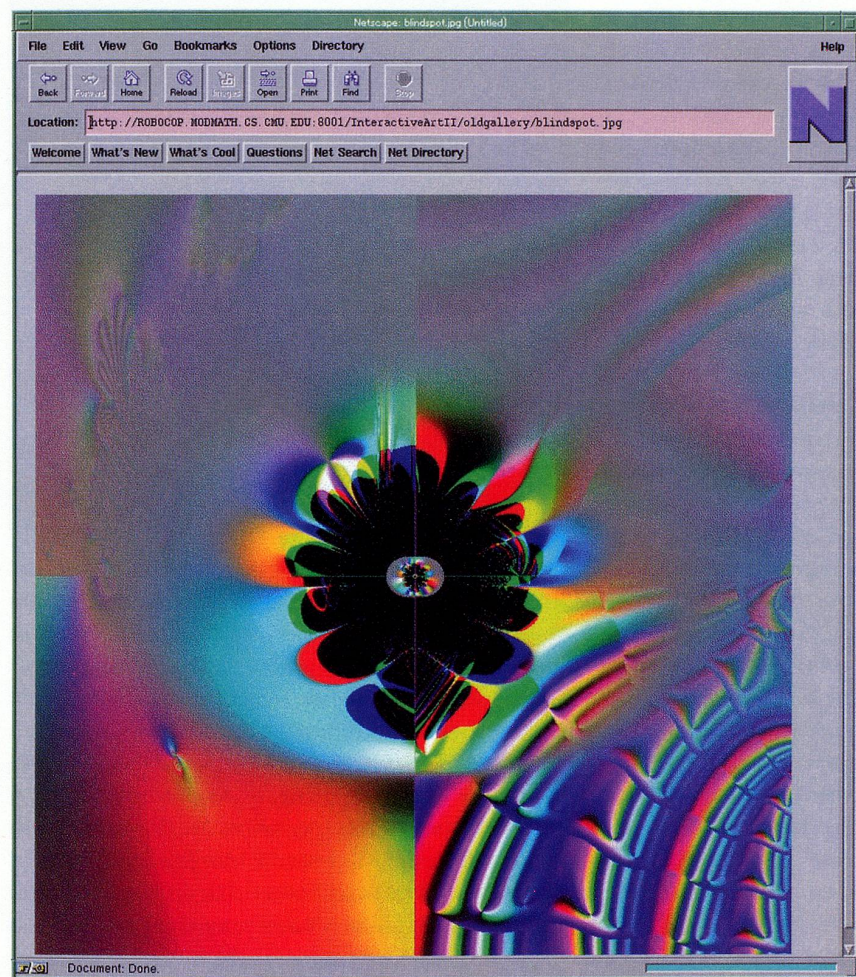 Netscape: blindspot.jpg (Untitled)
File Edit View Go Bookmarks Options Directory Help
Back Forward Home Reload Images Open Print Find Stop
Location: http://ROBOCOP.MODMATH.CS.CMU.EDU:8001/InteractiveArtII/oldgallery/blindspot.jpg
N
Welcome What's New What's Cool Questions Net Search Net Directory
Document: Done.